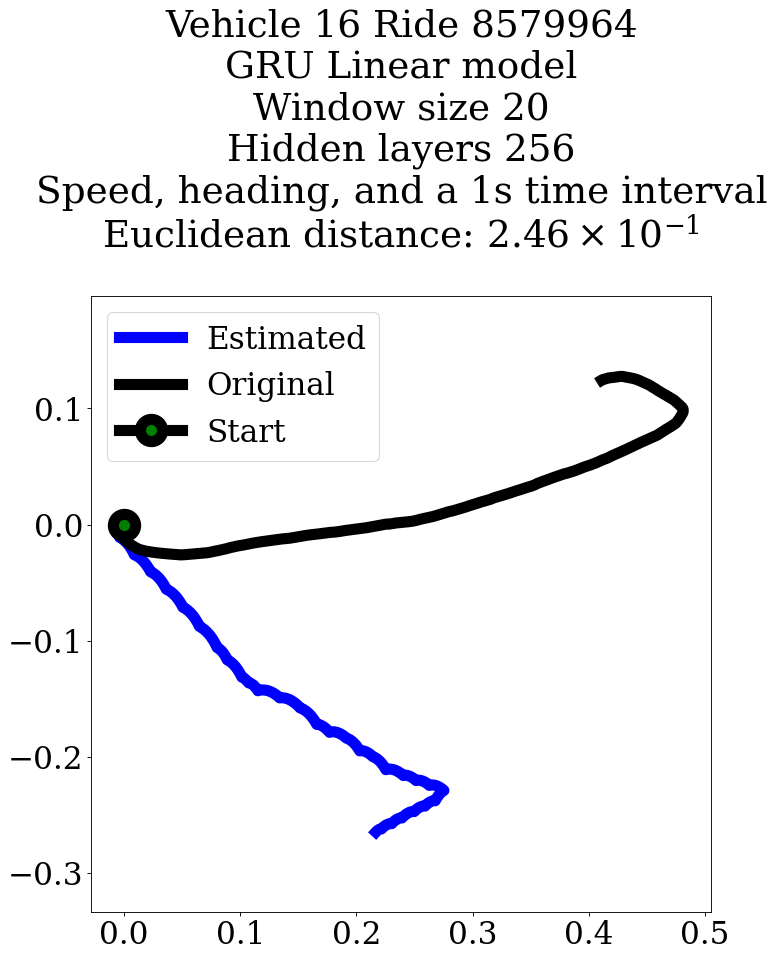 Vehicle 16 Ride 8579964
GRU Linear model
Window size 20
Hidden layers 256
Speed, heading, and a 1s time interval
Euclidean distance: 2.46 × 10⁻¹
Estimated
Original
Start
0.1
0.0
−0.1
−0.2
−0.3
0.0 0.1 0.2 0.3 0.4 0.5